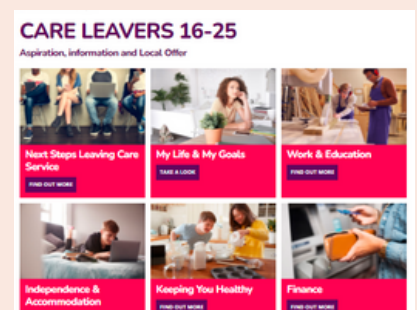 CARE LEAVERS 16-25
Aspiration, information and Local Offer
Next Steps Leaving Care
Service
FIND OUT MORE
My Life & My Goals
TAKE A LOOK
Work & Education
FIND OUT MORE
Independence &
Accommodation
Keeping You Healthy
FIND OUT MORE
Finance
FIND OUT MORE